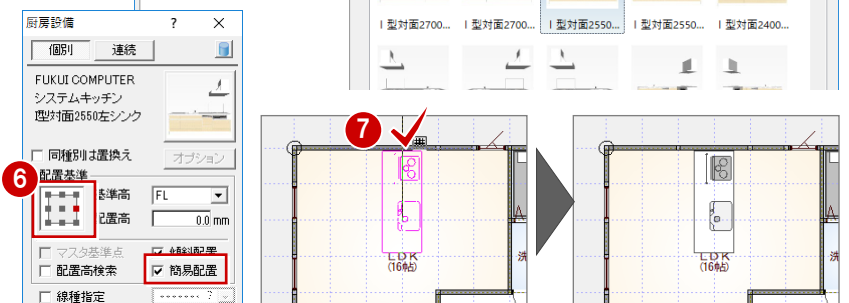 厨房設備 ? ×
個別 連続
FUKUI COMPUTER
システムキッチン
I型対面2550左シンク
同種別は置換え オプション
6
配置基準
基準高 FL
配置高 0.0 mm
マスタ基準点 傾斜配置
配置高検索 簡易配置
線種指定 ?
I 型対面2700... I 型対面2700... I 型対面2550... I 型対面2550... I 型対面2400...
7
LDK
(16帖)
洗
LDK
(16帖)
洗